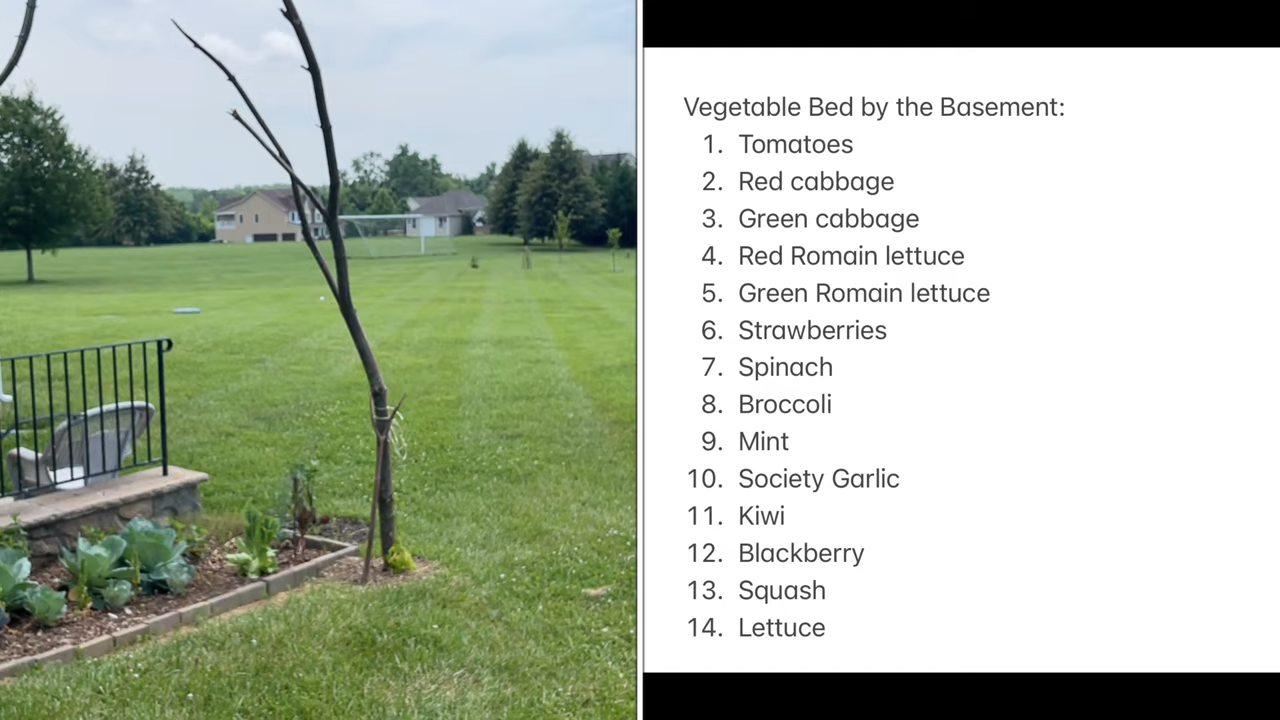 Vegetable Bed by the Basement:
1. Tomatoes
2. Red cabbage
3. Green cabbage
4. Red Romain lettuce
5. Green Romain lettuce
6. Strawberries
7. Spinach
8. Broccoli
9. Mint
10. Society Garlic
11. Kiwi
12. Blackberry
13. Squash
14. Lettuce